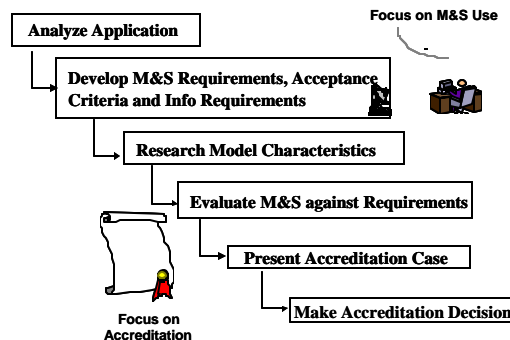 Focus on M&S Use
Analyze Application
Develop M&S Requirements, Acceptance
Criteria and Info Requirements
Research Model Characteristics
Evaluate M&S against Requirements
Present Accreditation Case
Make Accreditation Decision
Focus on
Accreditation